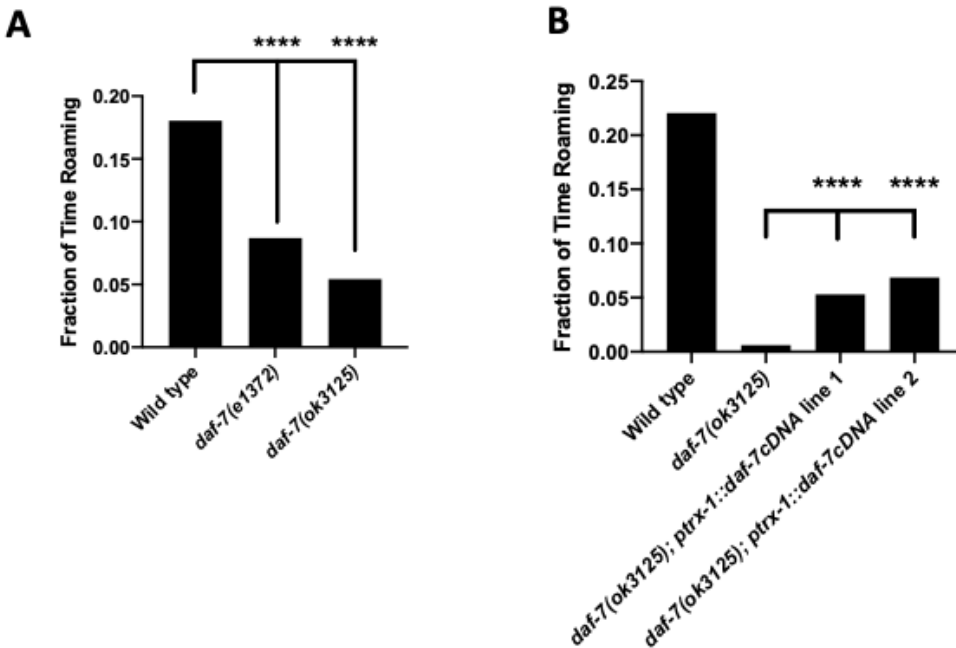 A
**** ****
Fraction of Time Roaming
0.20
0.15
0.10
0.05
0.00
Wild type
daf-7(e1372)
daf-7(ok3125)
B
Fraction of Time Roaming
0.25
0.20
0.15
0.10
0.05
0.00
**** ****
Wild type
daf-7(ok3125)
daf-7(ok3125); ptrx-1::daf-7cDNA line 1
daf-7(ok3125); ptrx-1::daf-7cDNA line 2